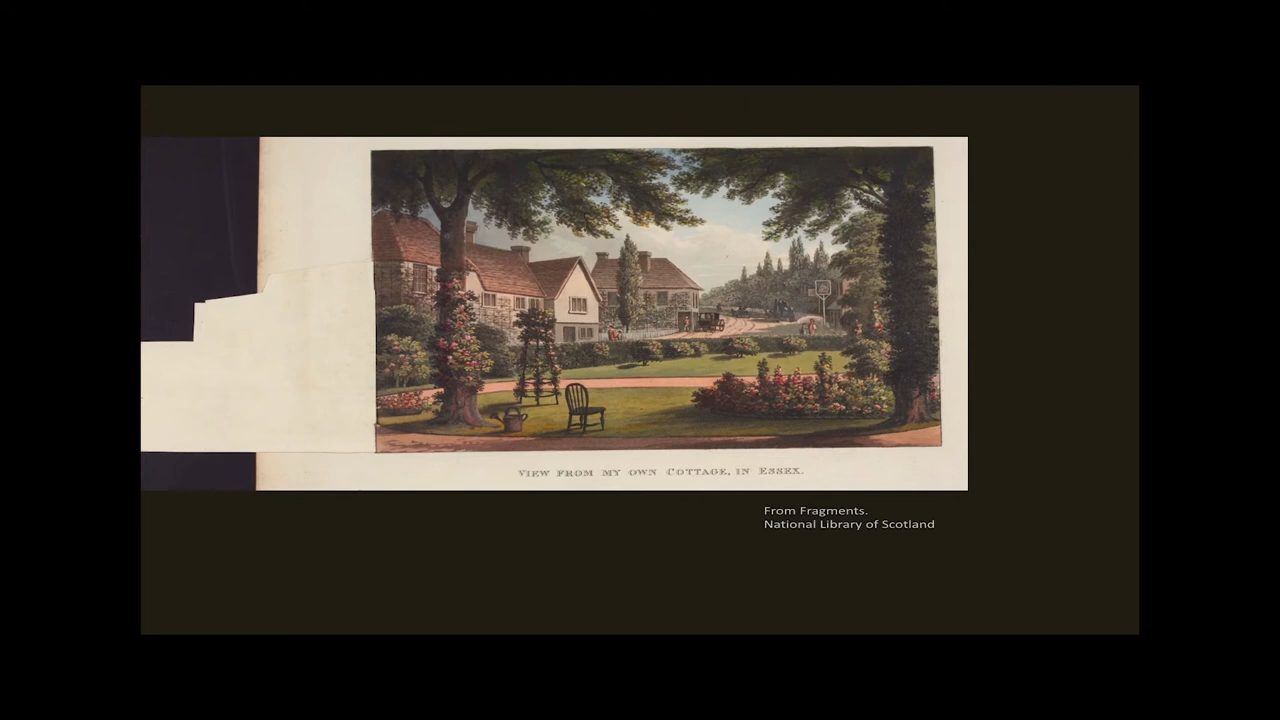 VIEW FROM MY OWN COTTAGE, IN ESSEX.
From Fragments.
National Library of Scotland